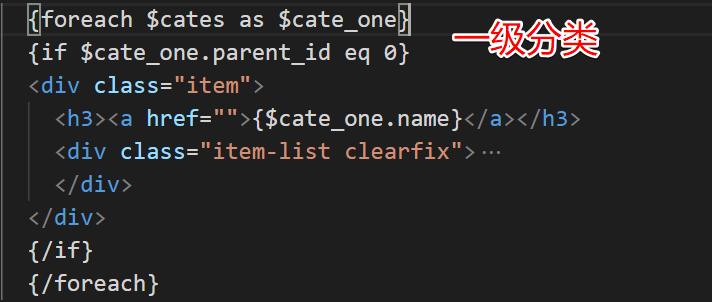 {foreach $cates as $cate_one}
一级分类
{if $cate_one.parent_id eq 0}
<div class="item">
  <h3><a href="">{$cate_one.name}</a></h3>
  <div class="item-list clearfix">…
  </div>
</div>
{/if}
{/foreach}